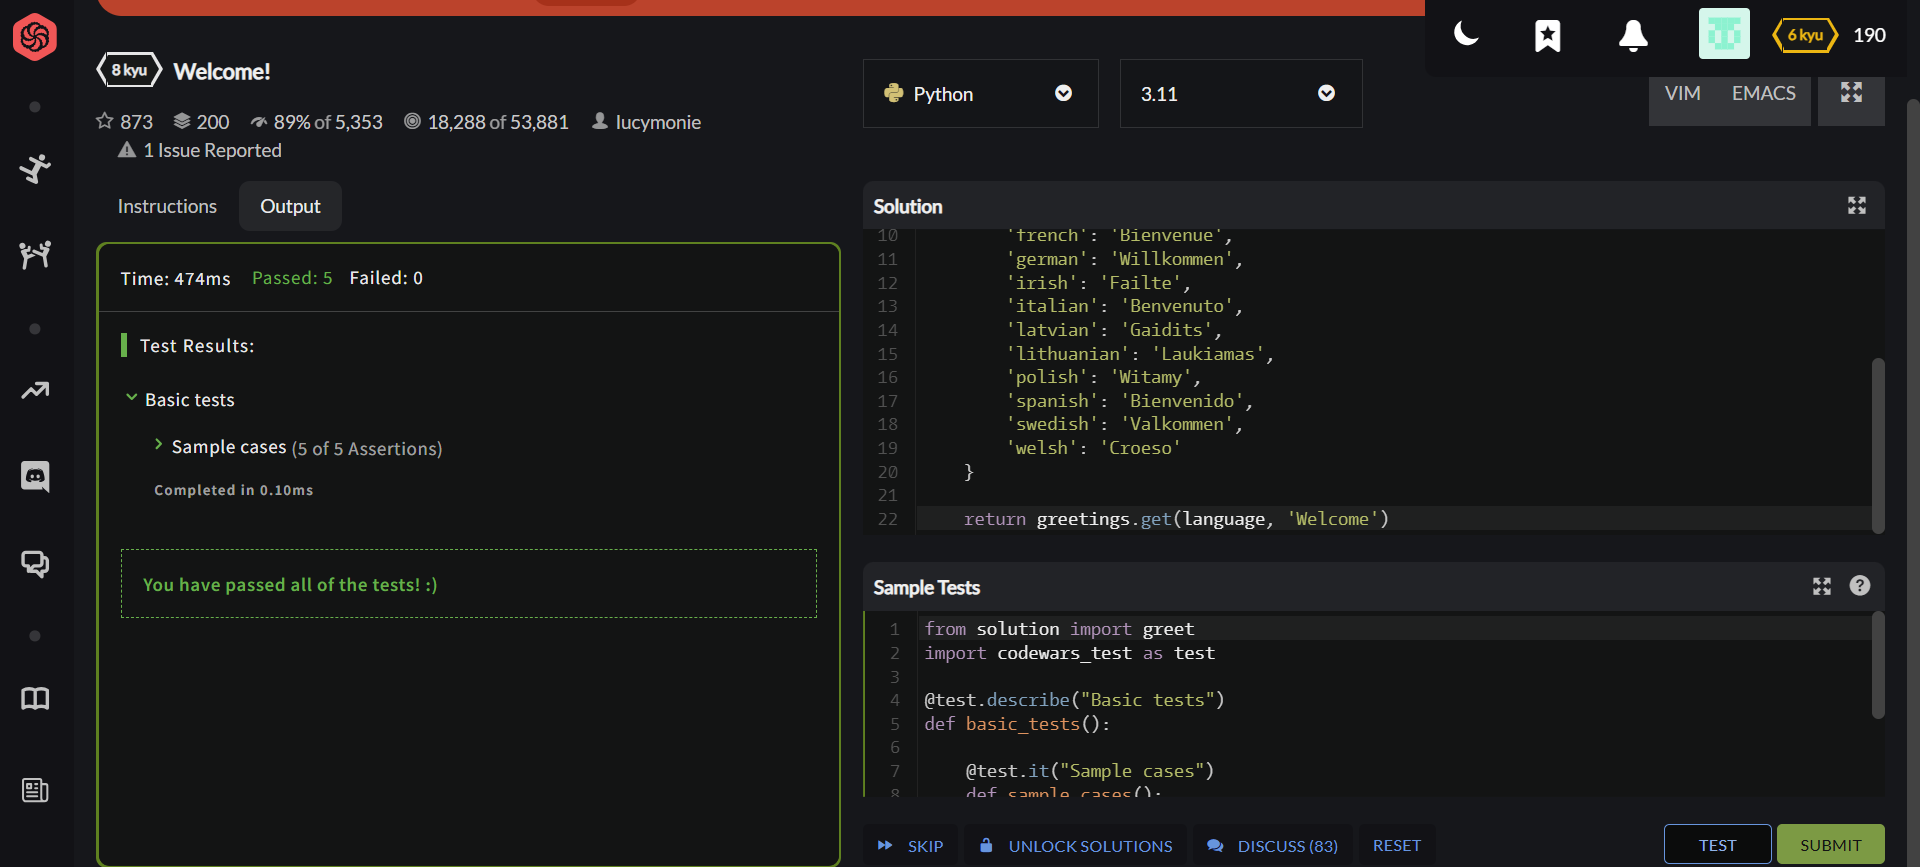 8 kyu Welcome!
873 200 89% of 5,353 18,288 of 53,881 lucymonie
1 Issue Reported
Instructions Output
Time: 474ms Passed: 5 Failed: 0
Test Results:
Basic tests
Sample cases (5 of 5 Assertions)
Completed in 0.10ms
You have passed all of the tests! :)
6 kyu 190
Python 3.11 VIM EMACS
Solution
10 'french': 'Bienvenue',
11 'german': 'Willkommen',
12 'irish': 'Failte',
13 'italian': 'Benvenuto',
14 'latvian': 'Gaidits',
15 'lithuanian': 'Laukiamas',
16 'polish': 'Witamy',
17 'spanish': 'Bienvenido',
18 'swedish': 'Valkommen',
19 'welsh': 'Croeso'
20 }
21
22 return greetings.get(language, 'Welcome')
Sample Tests
1 from solution import greet
2 import codewars_test as test
3
4 @test.describe("Basic tests")
5 def basic_tests():
6
7 @test.it("Sample cases")
8 def sample_cases():
SKIP UNLOCK SOLUTIONS DISCUSS (83) RESET TEST SUBMIT